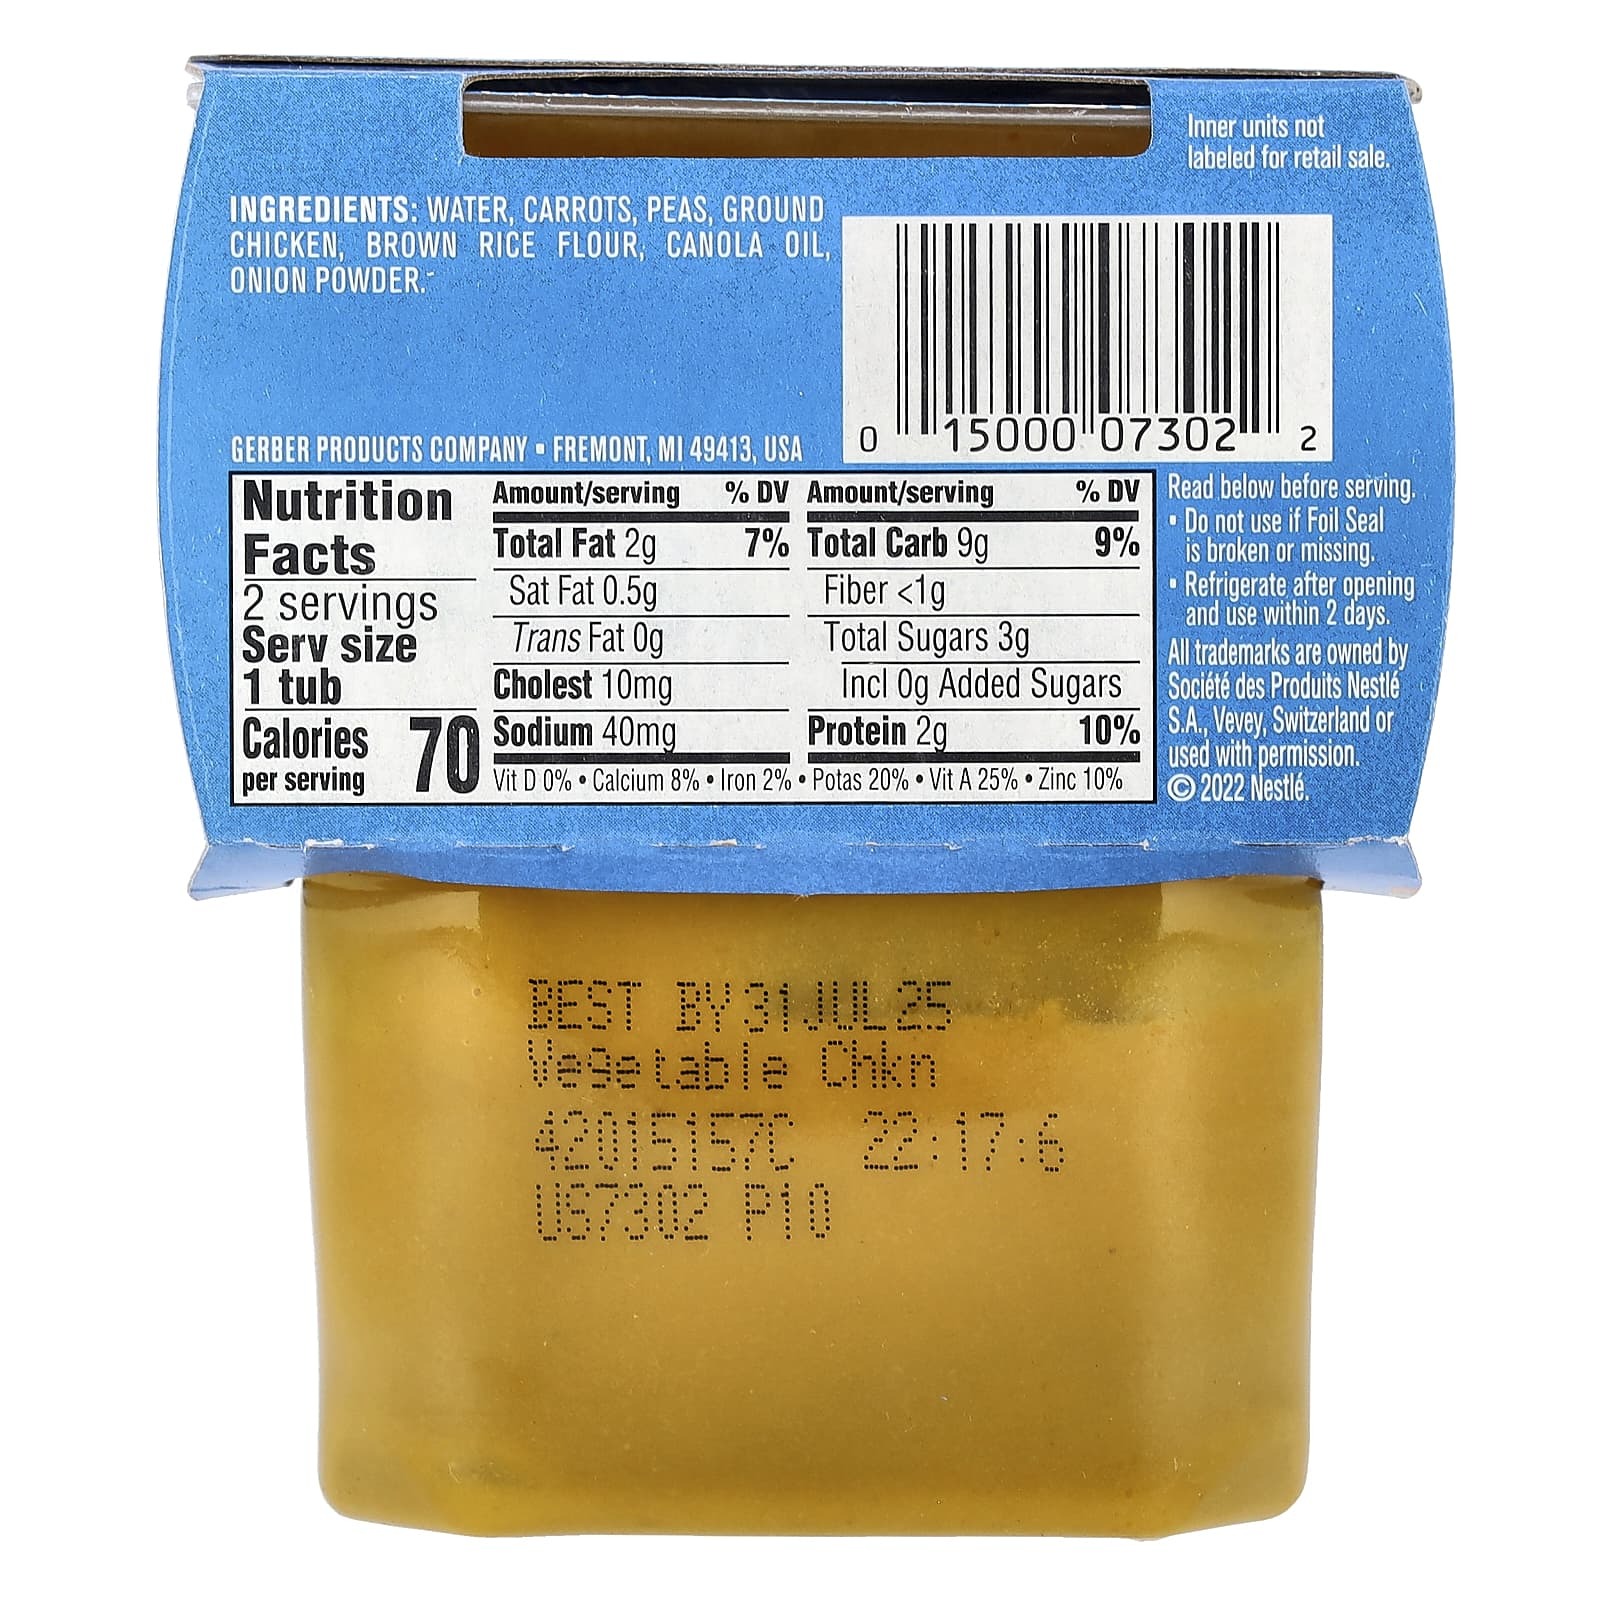 Inner units not
labeled for retail sale.
INGREDIENTS: WATER, CARROTS, PEAS, GROUND
CHICKEN, BROWN RICE FLOUR, CANOLA OIL,
ONION POWDER.
0 15000 07302 2
GERBER PRODUCTS COMPANY ▪ FREMONT, MI 49413, USA
Nutrition
Facts
2 servings
Serv size
1 tub
Calories 70
per serving
Amount/serving % DV
Total Fat 2g 7%
Sat Fat 0.5g
Trans Fat 0g
Cholest 10mg
Sodium 40mg
Amount/serving % DV
Total Carb 9g 9%
Fiber <1g
Total Sugars 3g
Incl 0g Added Sugars
Protein 2g 10%
Vit D 0% • Calcium 8% • Iron 2% • Potas 20% • Vit A 25% • Zinc 10%
Read below before serving.
• Do not use if Foil Seal
is broken or missing.
• Refrigerate after opening
and use within 2 days.
All trademarks are owned by
Société des Produits Nestlé
S.A., Vevey, Switzerland or
used with permission.
© 2022 Nestlé.
BEST BY 31JUL25
Vegetable Chkn
42015157C 22:17:6
US7302 P10